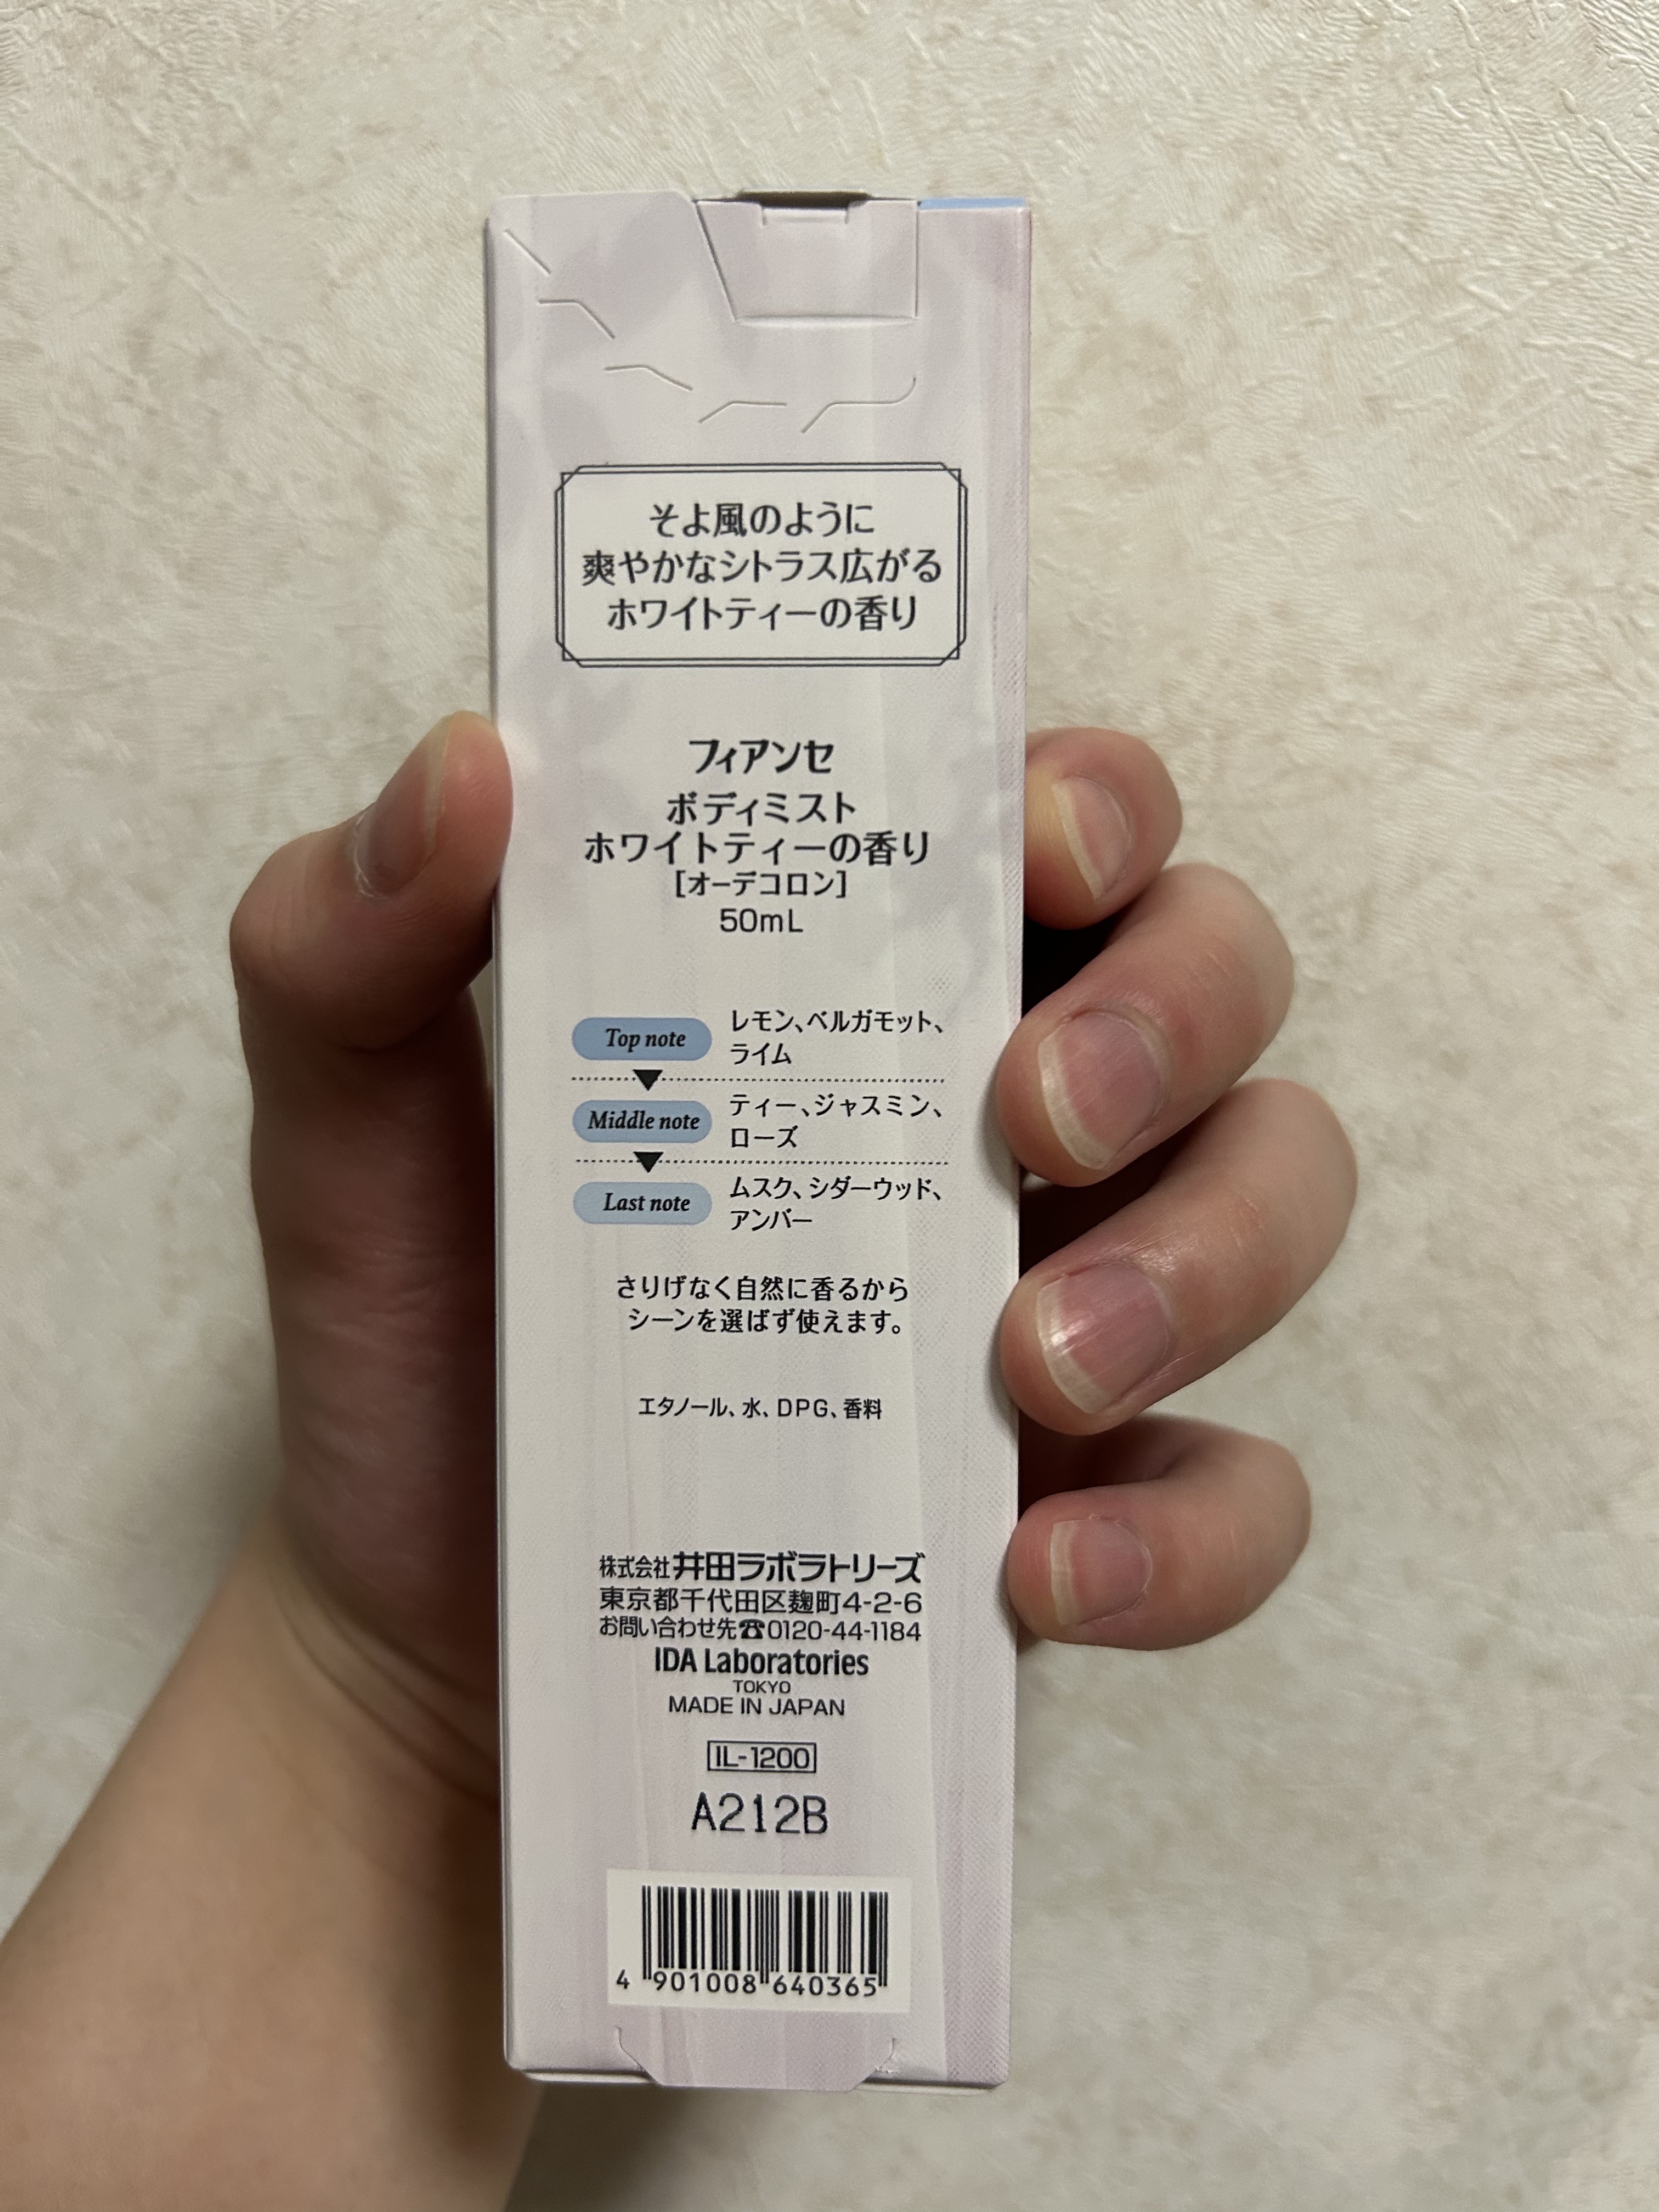 そよ風のように
爽やかなシトラス広がる
ホワイトティーの香り
フィアンセ
ボディミスト
ホワイトティーの香り
[オーデコロン]
50mL
Top note レモン、ベルガモット、
ライム
Middle note ティー、ジャスミン、
ローズ
Last note ムスク、シダーウッド、
アンバー
さりげなく自然に香るから
シーンを選ばず使えます。
エタノール、水、DPG、香料
株式会社井田ラボラトリーズ
東京都千代田区麹町4-2-6
お問い合わせ先☎0120-44-1184
IDA Laboratories
TOKYO
MADE IN JAPAN
IL-1200
A212B
4 901008 640365